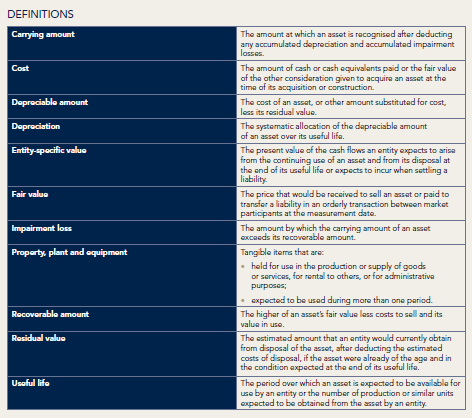 DEFINITIONS
Carrying amount
The amount at which an asset is recognised after deducting
any accumulated depreciation and accumulated impairment
losses.
Cost
The amount of cash or cash equivalents paid or the fair value
of the other consideration given to acquire an asset at the
time of its acquisition or construction.
Depreciable amount
The cost of an asset, or other amount substituted for cost,
less its residual value.
Depreciation
The systematic allocation of the depreciable amount
of an asset over its useful life.
Entity-specific value
The present value of the cash flows an entity expects to arise
from the continuing use of an asset and from its disposal at
the end of its useful life or expects to incur when settling a
liability.
Fair value
The price that would be received to sell an asset or paid to
transfer a liability in an orderly transaction between market
participants at the measurement date.
Impairment loss
The amount by which the carrying amount of an asset
exceeds its recoverable amount.
Property, plant and equipment
Tangible items that are:
• held for use in the production or supply of goods
or services, for rental to others, or for administrative
purposes;
• expected to be used during more than one period.
Recoverable amount
The higher of an asset's fair value less costs to sell and its
value in use.
Residual value
The estimated amount that an entity would currently obtain
from disposal of the asset, after deducting the estimated
costs of disposal, if the asset were already of the age and in
the condition expected at the end of its useful life.
Useful life
The period over which an asset is expected to be available for
use by an entity or the number of production or similar units
expected to be obtained from the asset by an entity.